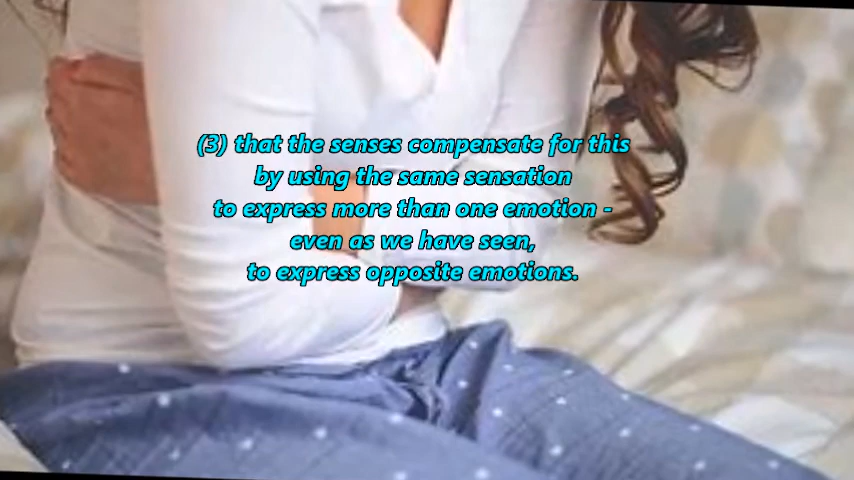 (3) that the senses compensate for this
by using the same sensation
to express more than one emotion -
even as we have seen,
to express opposite emotions.